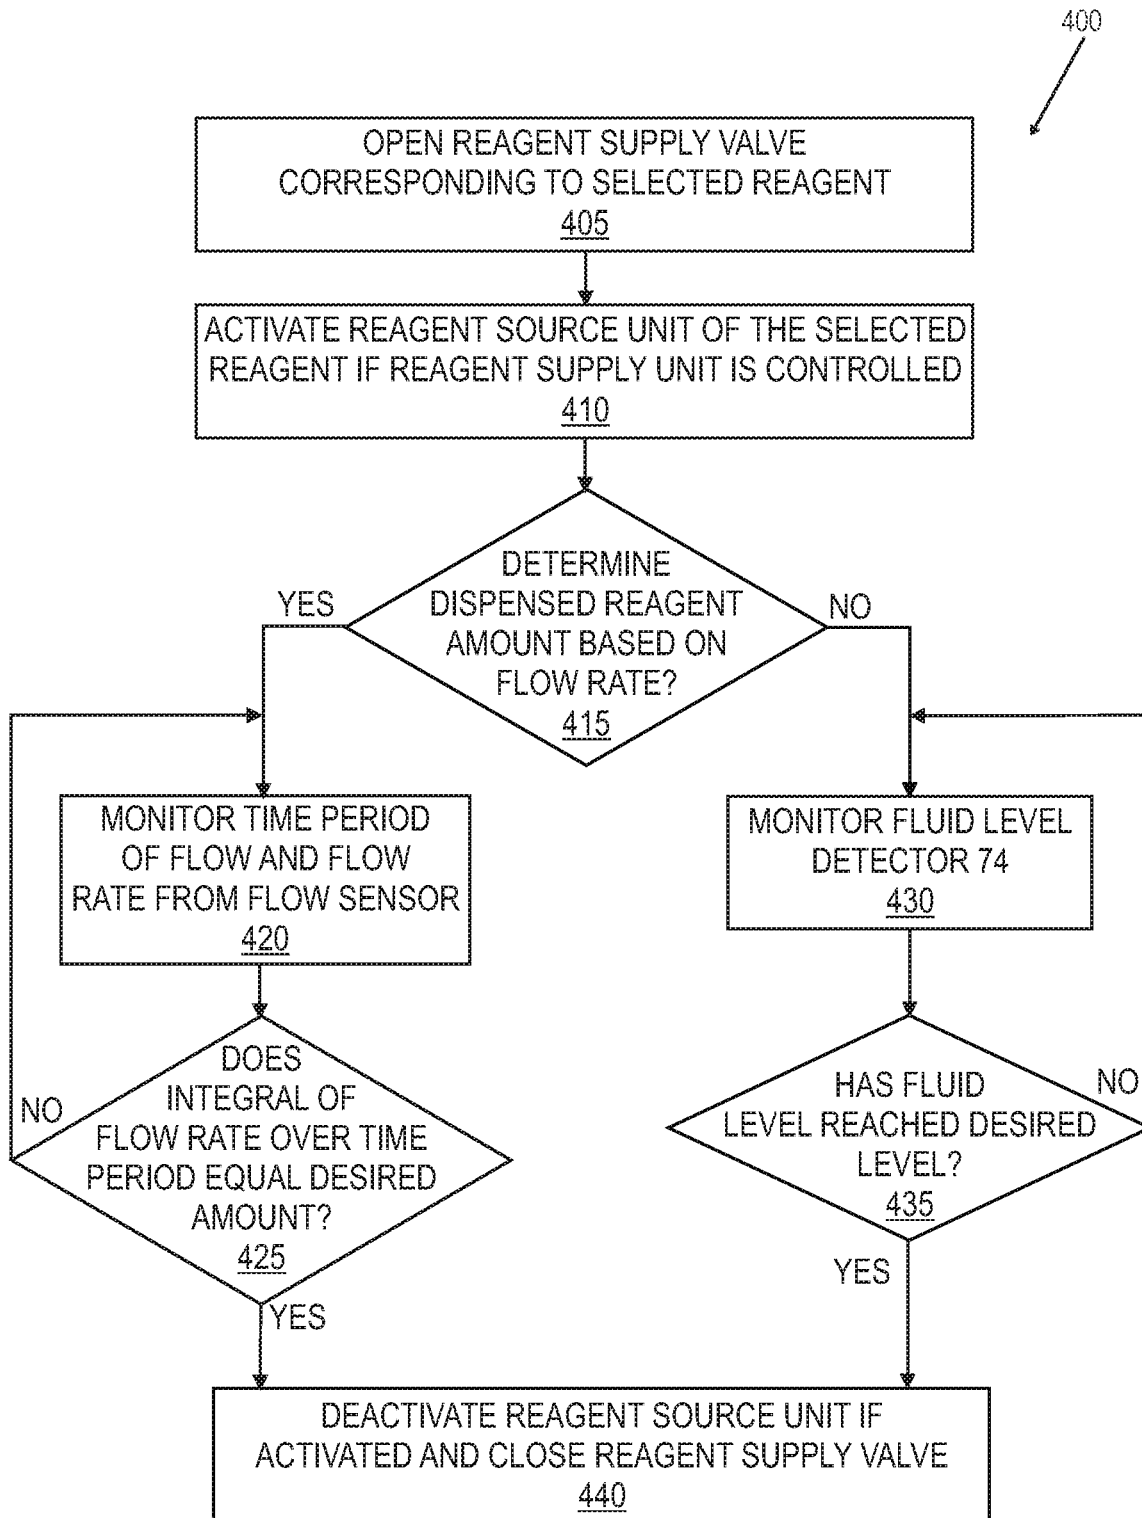 400
OPEN REAGENT SUPPLY VALVE
CORRESPONDING TO SELECTED REAGENT
405
ACTIVATE REAGENT SOURCE UNIT OF THE SELECTED
REAGENT IF REAGENT SUPPLY UNIT IS CONTROLLED
410
DETERMINE
DISPENSED REAGENT
AMOUNT BASED ON
FLOW RATE?
415
YES
NO
MONITOR TIME PERIOD
OF FLOW AND FLOW
RATE FROM FLOW SENSOR
420
MONITOR FLUID LEVEL
DETECTOR 74
430
DOES
INTEGRAL OF
FLOW RATE OVER TIME
PERIOD EQUAL DESIRED
AMOUNT?
425
NO
YES
HAS FLUID
LEVEL REACHED DESIRED
LEVEL?
435
NO
YES
DEACTIVATE REAGENT SOURCE UNIT IF
ACTIVATED AND CLOSE REAGENT SUPPLY VALVE
440